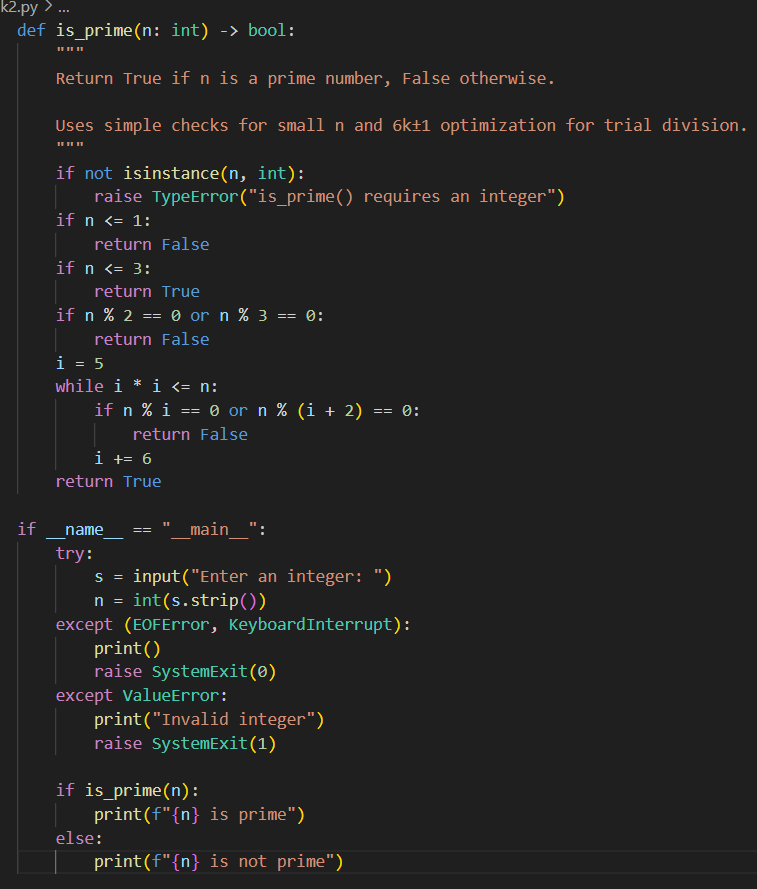 k2.py > ...
def is_prime(n: int) -> bool:
    """
    Return True if n is a prime number, False otherwise.

    Uses simple checks for small n and 6k±1 optimization for trial division.
    """
    if not isinstance(n, int):
        raise TypeError("is_prime() requires an integer")
    if n <= 1:
        return False
    if n <= 3:
        return True
    if n % 2 == 0 or n % 3 == 0:
        return False
    i = 5
    while i * i <= n:
        if n % i == 0 or n % (i + 2) == 0:
            return False
        i += 6
    return True

if __name__ == "__main__":
    try:
        s = input("Enter an integer: ")
        n = int(s.strip())
    except (EOFError, KeyboardInterrupt):
        print()
        raise SystemExit(0)
    except ValueError:
        print("Invalid integer")
        raise SystemExit(1)

    if is_prime(n):
        print(f"{n} is prime")
    else:
        print(f"{n} is not prime")